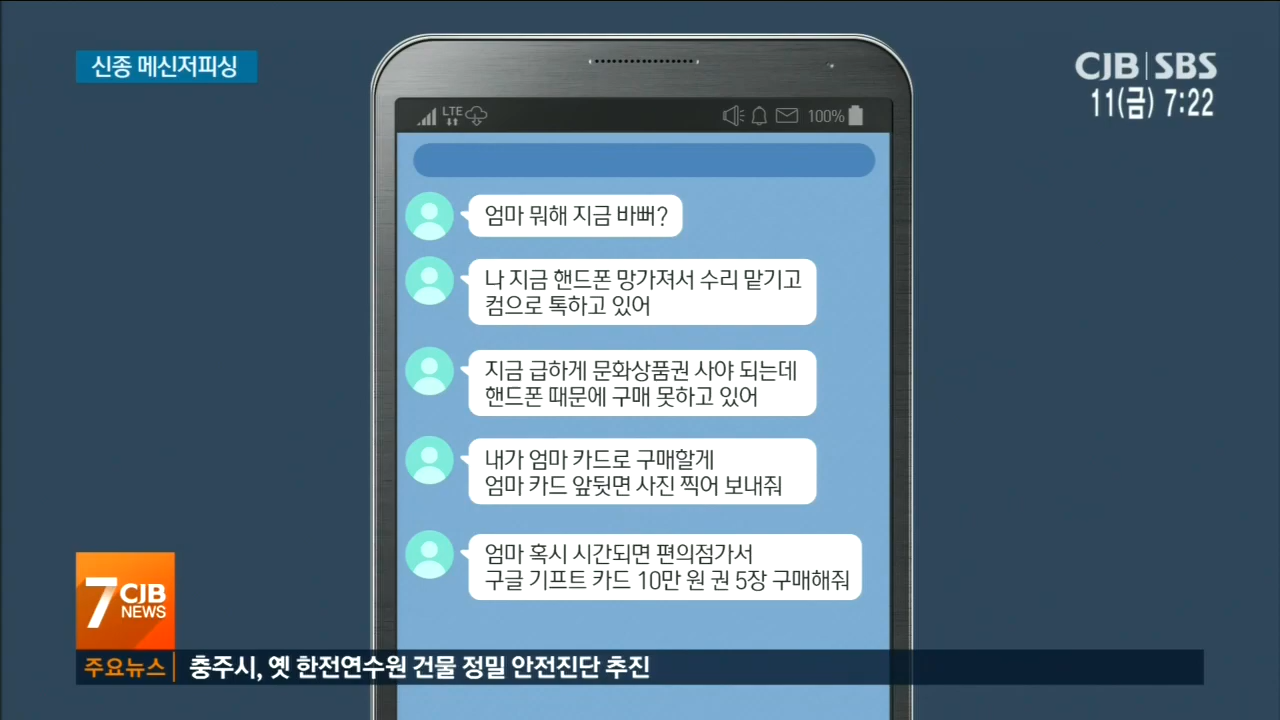 신종 메신저피싱
CJB SBS
11(금) 7:22
LTE
100%
엄마 뭐해 지금 바뻐?
나 지금 핸드폰 망가져서 수리 맡기고
컴으로 톡하고 있어
지금 급하게 문화상품권 사야 되는데
핸드폰 때문에 구매 못하고 있어
내가 엄마 카드로 구매할게
엄마 카드 앞뒷면 사진 찍어 보내줘
엄마 혹시 시간되면 편의점가서
구글 기프트 카드 10만 원 권 5장 구매해줘
7 CJB
NEWS
주요뉴스 충주시, 옛 한전연수원 건물 정밀 안전진단 추진